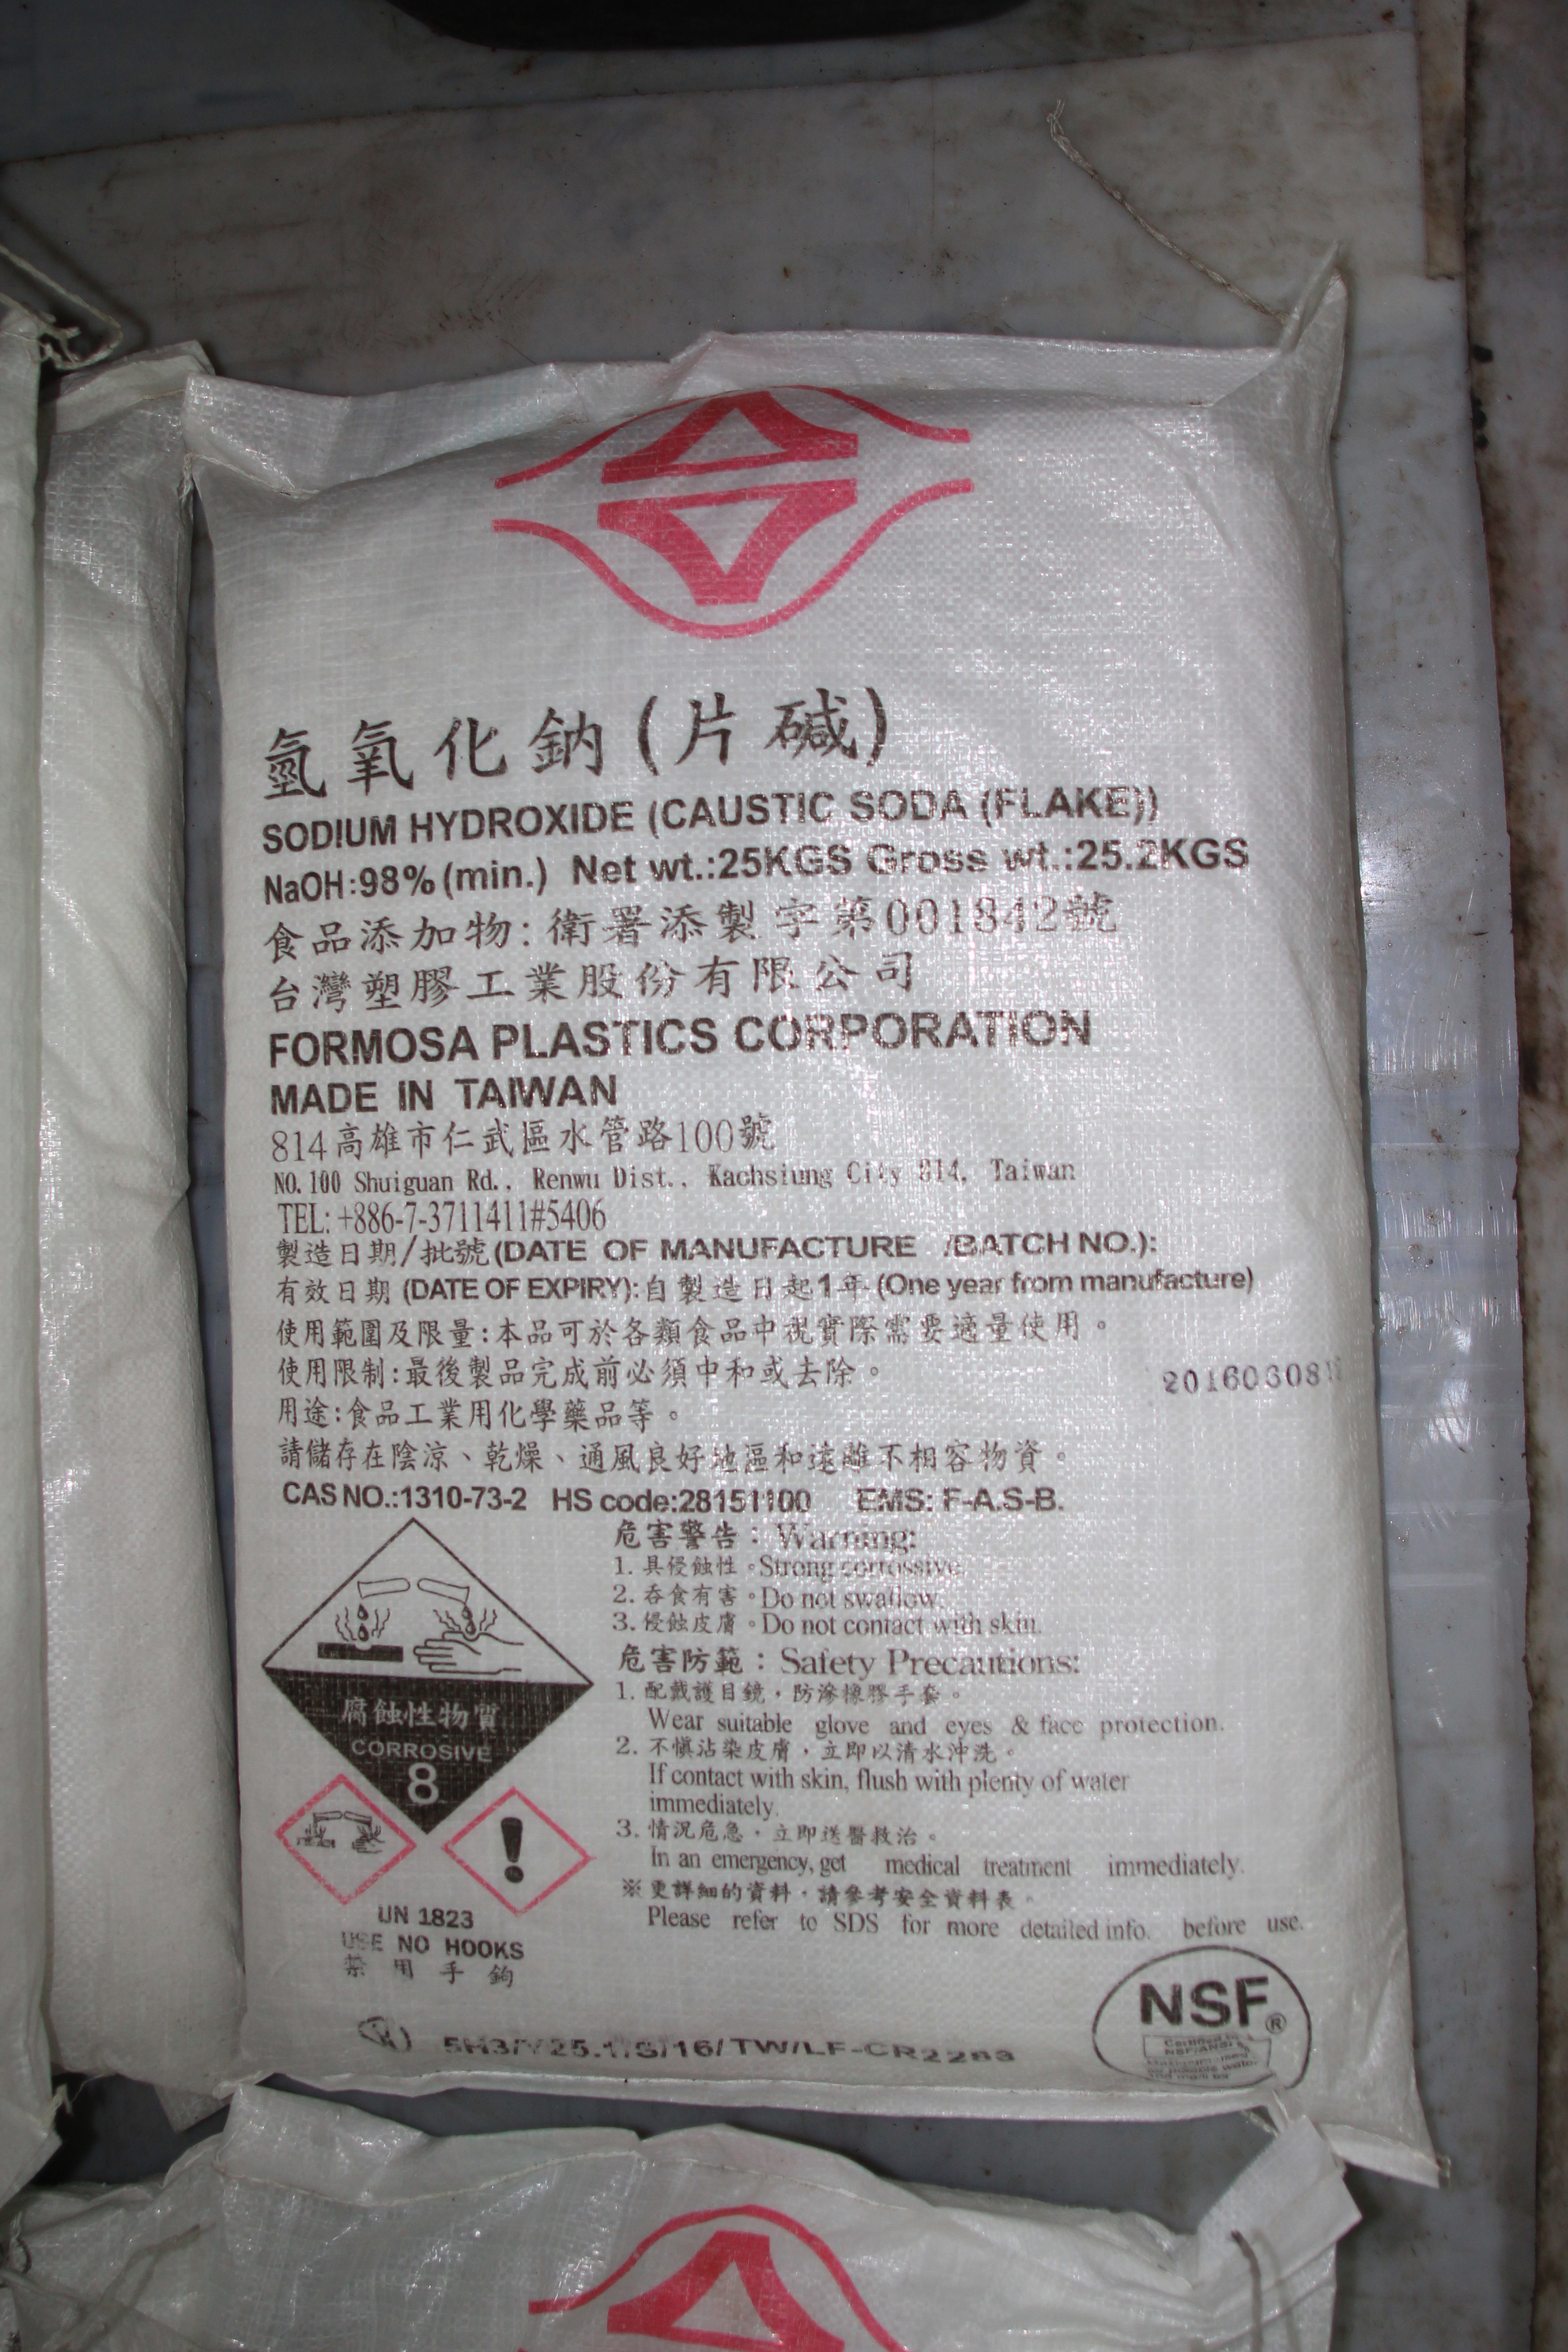 氫氧化鈉(片碱)
SODIUM HYDROXIDE (CAUSTIC SODA (FLAKE))
NaOH:98%(min.) Net wt.:25KGS Gross wt.:25.2KGS
食品添加物:衛署添製字第001842號
台灣塑膠工業股份有限公司
FORMOSA PLASTICS CORPORATION
MADE IN TAIWAN
814高雄市仁武區水管路100號
NO.100 Shuiguan Rd., Renwu Dist., Kachsiung City 814, Taiwan
TEL: +886-7-3711411#5406
製造日期/批號(DATE OF MANUFACTURE /BATCH NO.):
有效日期 (DATE OF EXPIRY):自製造日起1年(One year from manufacture)
使用範圍及限量:本品可於各類食品中視實際需要適量使用。
使用限制:最後製品完成前必須中和或去除。
20160608
用途:食品工業用化學藥品等。
請儲存在陰涼、乾燥、通風良好地區和遠離不相容物資。
CAS NO.:1310-73-2 HS code:28151100 EMS: F-A.S-B.
危害警告: Warning:
1. 具侵蝕性。Strong corrossive.
2. 吞食有害。Do not swallow.
3. 侵蝕皮膚。Do not contact with skin.
危害防範: Safety Precautions:
1. 配戴護目鏡,防滲橡膠手套。
Wear suitable glove and eyes & face protection.
2. 不慎沾染皮膚,立即以清水沖洗。
If contact with skin, flush with plenty of water
immediately.
3. 情況危急,立即送醫救治。
In an emergency, get medical treatment immediately.
※更詳細的資料,請參考安全資料表。
Please refer to SDS for more detailed info. before use.
腐蝕性物質
CORROSIVE
8
UN 1823
USE NO HOOKS
禁用手鉤
5H3/Y25.1/S/16/TW/LF-CR2283
NSF®
Certified to
NSF/ANSI